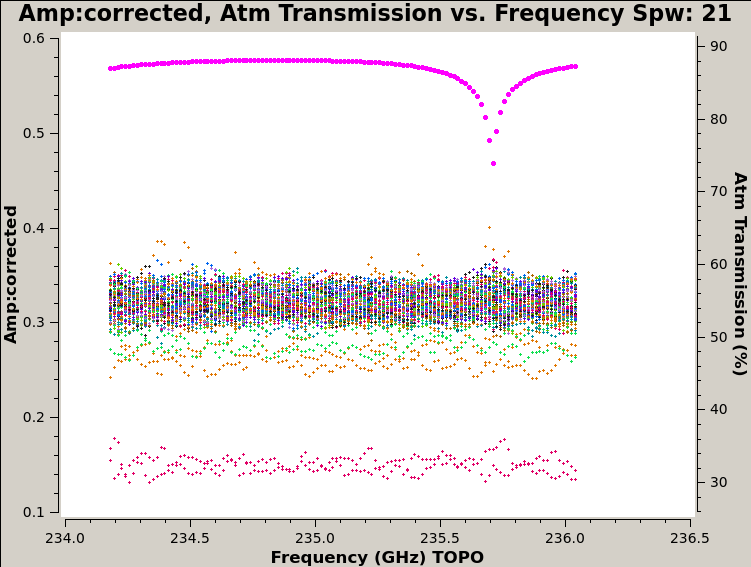 Amp:corrected, Atm Transmission vs. Frequency Spw: 21
0.6
0.5
0.4
0.3
0.2
0.1
Amp:corrected
90
80
70
60
50
40
30
Atm Transmission (%)
234.0 234.5 235.0 235.5 236.0 236.5
Frequency (GHz) TOPO